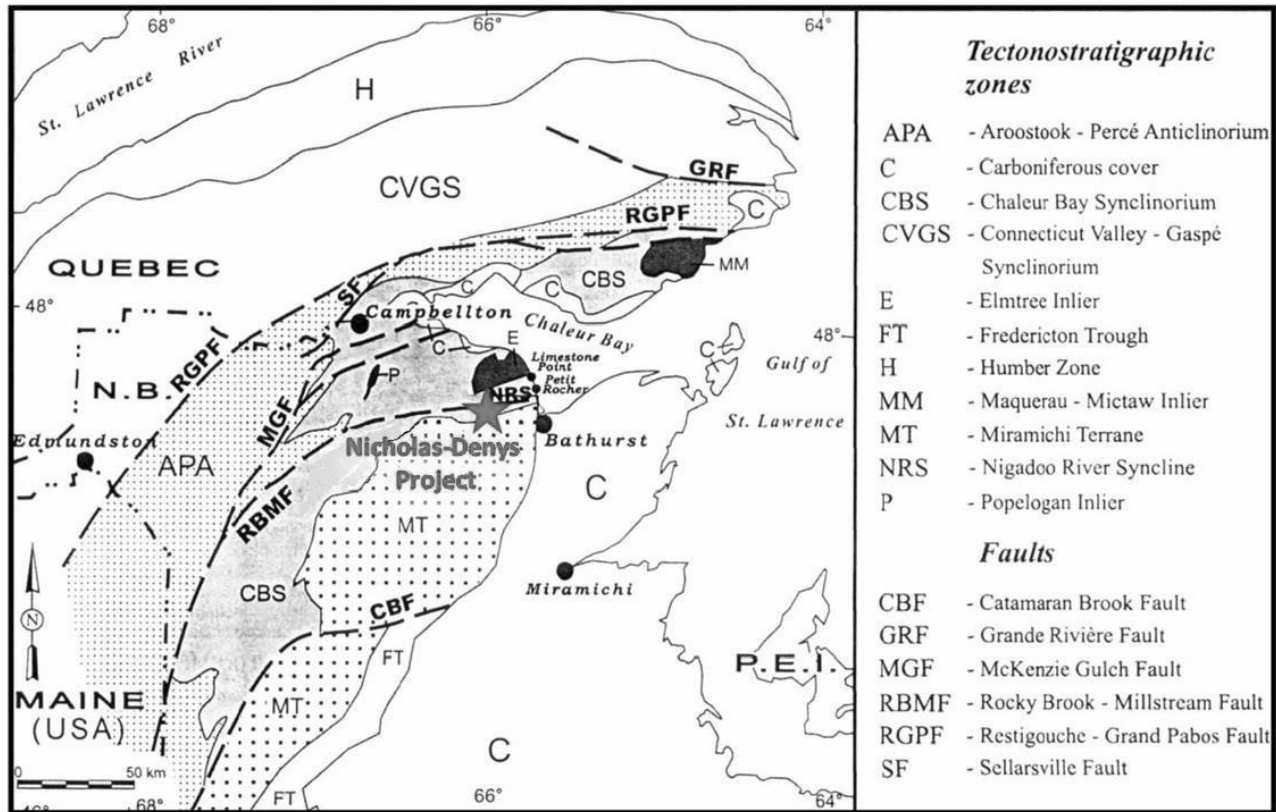 68°
66°
64°
St. Lawrence River
H
GRF
CVGS
RGPF
C
QUEBEC
SF
CBS
MM
C
C
48°
C
Campbellton
Chaleur Bay
48°
RGPF
E
C
Limestone
Point
C
Gulf of
N.B.
P
Petit
Rocher
MGF
NRS
St. Lawrence
Edmundston
Bathurst
Nicholas-Denys
Project
APA
C
RBMF
MT
Miramichi
CBS
CBF
N
FT
P.E.I.
MAINE
(USA)
MT
C
0
50 km
FT
68°
66°
64°
Tectonostratigraphic
zones
APA - Aroostook - Percé Anticlinorium
C - Carboniferous cover
CBS - Chaleur Bay Synclinorium
CVGS - Connecticut Valley - Gaspé
Synclinorium
E - Elmtree Inlier
FT - Fredericton Trough
H - Humber Zone
MM - Maquerau - Mictaw Inlier
MT - Miramichi Terrane
NRS - Nigadoo River Syncline
P - Popelogan Inlier
Faults
CBF - Catamaran Brook Fault
GRF - Grande Rivière Fault
MGF - McKenzie Gulch Fault
RBMF - Rocky Brook - Millstream Fault
RGPF - Restigouche - Grand Pabos Fault
SF - Sellarsville Fault